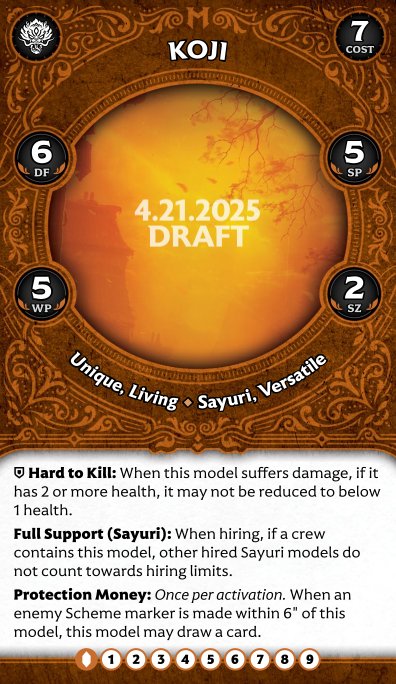 M
KOJI
7
COST
6
DF
5
SP
4.21.2025
DRAFT
5
WP
2
SZ
Unique, Living ◆ Sayuri, Versatile
Hard to Kill: When this model suffers damage, if it
has 2 or more health, it may not be reduced to below
1 health.
Full Support (Sayuri): When hiring, if a crew
contains this model, other hired Sayuri models do
not count towards hiring limits.
Protection Money: Once per activation. When an
enemy Scheme marker is made within 6" of this
model, this model may draw a card.
1 2 3 4 5 6 7 8 9